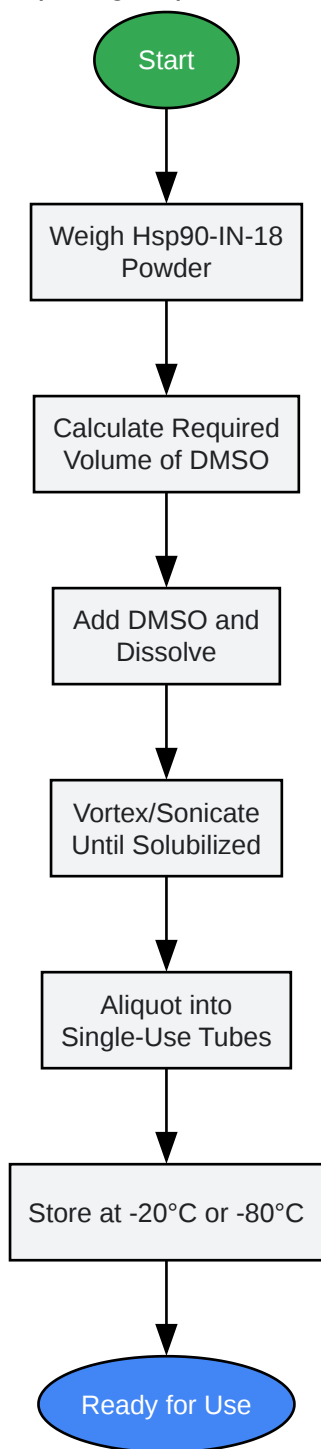 Start
Weigh Hsp90-IN-18
Powder
Calculate Required
Volume of DMSO
Add DMSO and
Dissolve
Vortex/Sonicate
Until Solubilized
Aliquot into
Single-Use Tubes
Store at -20°C or -80°C
Ready for Use